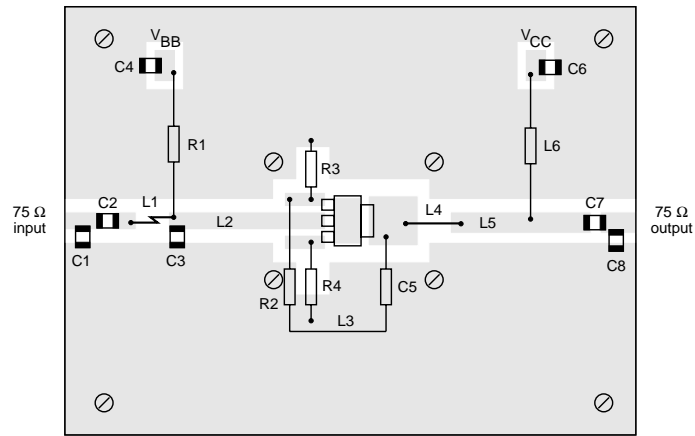 VBB
VCC
C4
C6
R1
L6
R3
C2
L1
L2
L4
L5
C7
75 Ω
input
75 Ω
output
C1
C3
C8
R2
R4
C5
L3